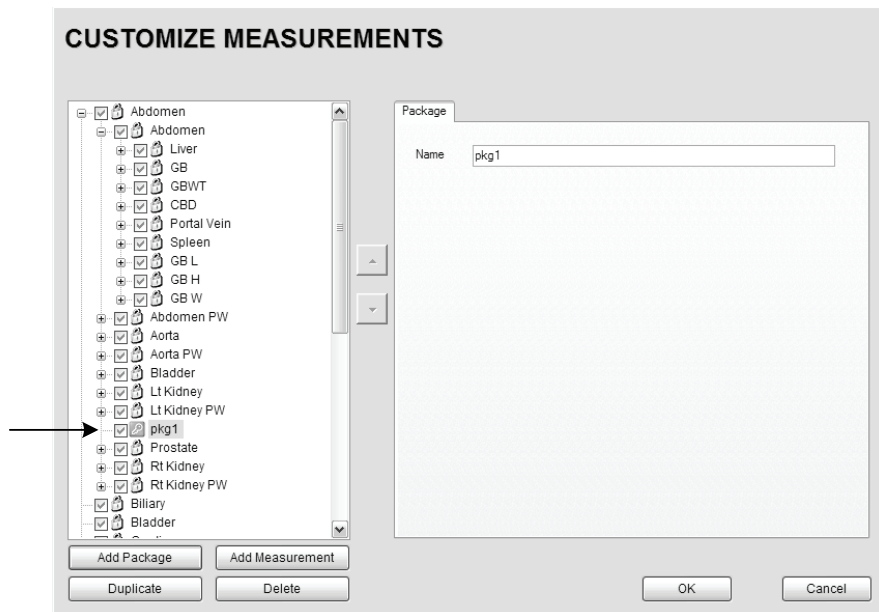 CUSTOMIZE MEASUREMENTS
Abdomen
Abdomen
Liver
GB
GBWT
CBD
Portal Vein
Spleen
GB L
GB H
GB W
Abdomen PW
Aorta
Aorta PW
Bladder
Lt Kidney
Lt Kidney PW
pkg1
Prostate
Rt Kidney
Rt Kidney PW
Biliary
Bladder
Add Package
Add Measurement
Duplicate
Delete
Package
Name
pkg1
OK
Cancel